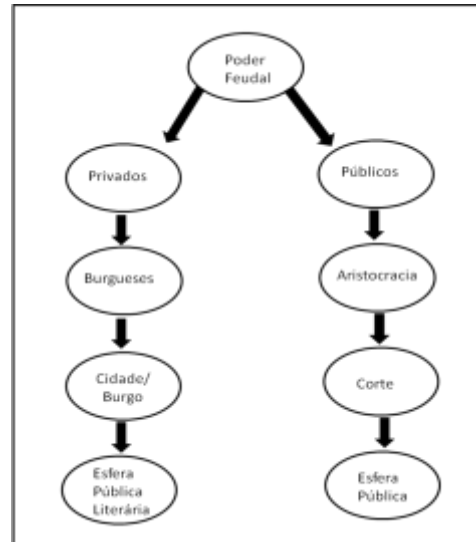 Poder
Feudal
Privados
Públicos
Burgueses
Aristocracia
Cidade/
Burgo
Corte
Esfera
Pública
Literária
Esfera
Pública